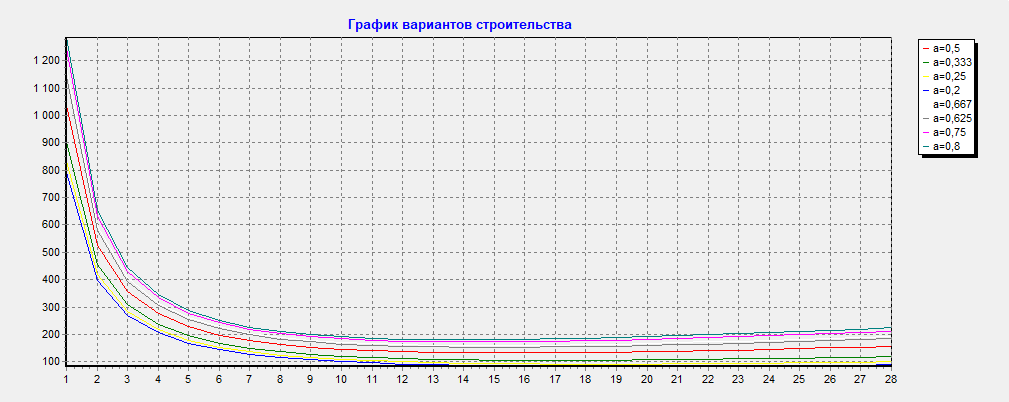 График вариантов строительства
1 200
1 100
1 000
900
800
700
600
500
400
300
200
100
1 2 3 4 5 6 7 8 9 10 11 12 13 14 15 16 17 18 19 20 21 22 23 24 25 26 27 28
a=0,5
a=0,333
a=0,25
a=0,2
a=0,667
a=0,625
a=0,75
a=0,8